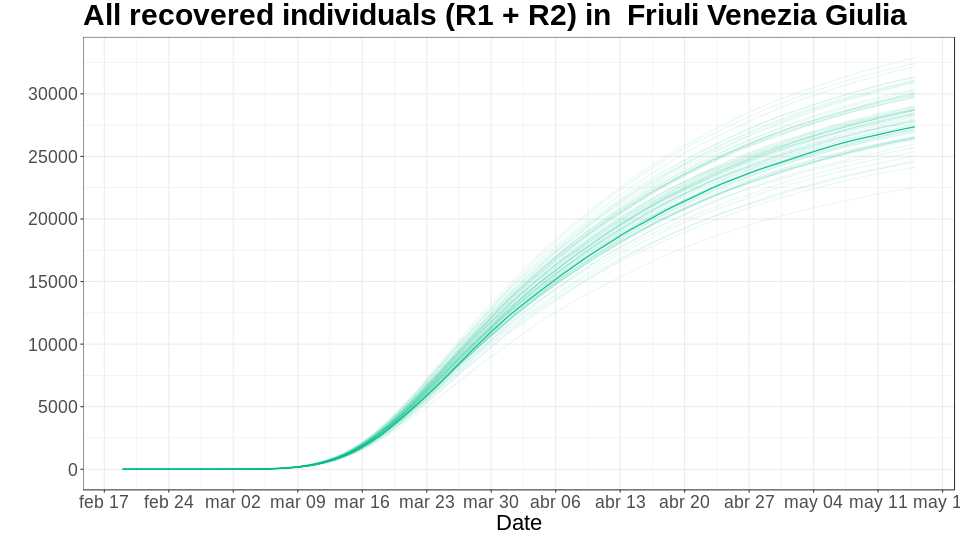 All recovered individuals (R1 + R2) in  Friuli Venezia Giulia
30000
25000
20000
15000
10000
5000
0
feb 17 feb 24 mar 02 mar 09 mar 16 mar 23 mar 30 abr 06 abr 13 abr 20 abr 27 may 04 may 11 may 1
Date